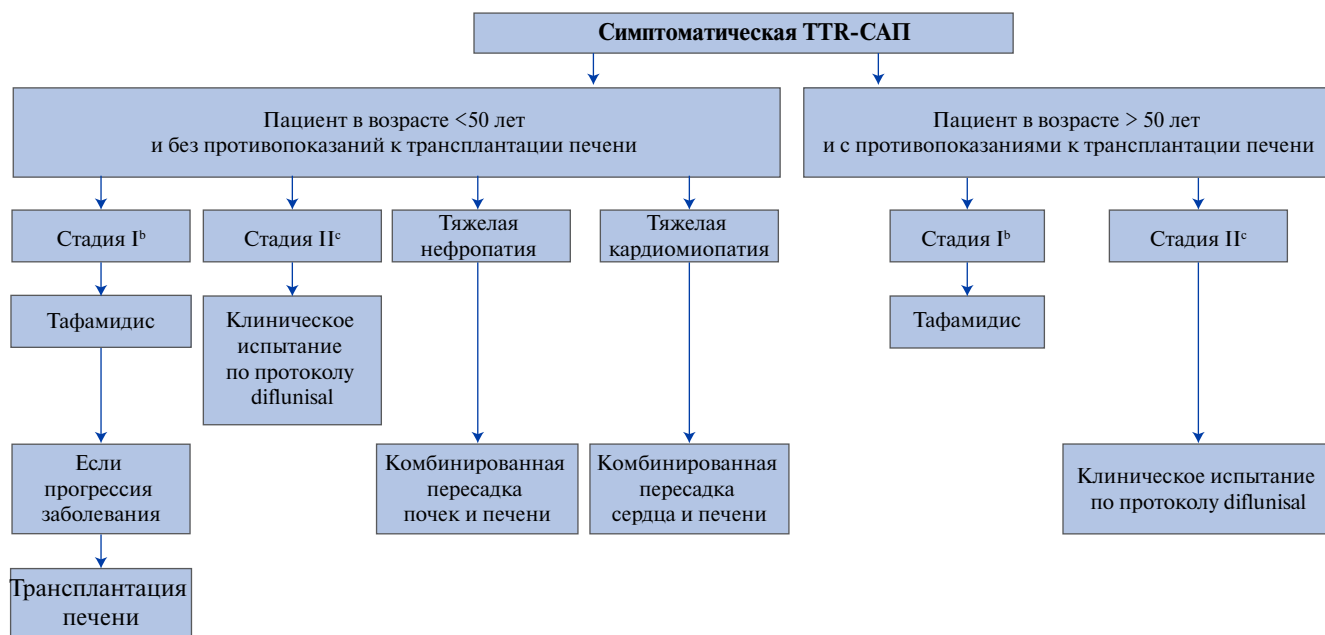 Симптоматическая TTR-САП
Пациент в возрасте <50 лет
и без противопоказаний к трансплантации печени
Пациент в возрасте > 50 лет
и с противопоказаниями к трансплантации печени
Стадия Iᵇ
Стадия IIᶜ
Тяжелая
нефропатия
Тяжелая
кардиомиопатия
Стадия Iᵇ
Стадия IIᶜ
Тафамидис
Клиническое
испытание
по протоколу
diflunisal
Тафамидис
Если
прогрессия
заболевания
Комбинированная
пересадка
почек и печени
Комбинированная
пересадка
сердца и печени
Клиническое испытание
по протоколу diflunisal
Трансплантация
печени